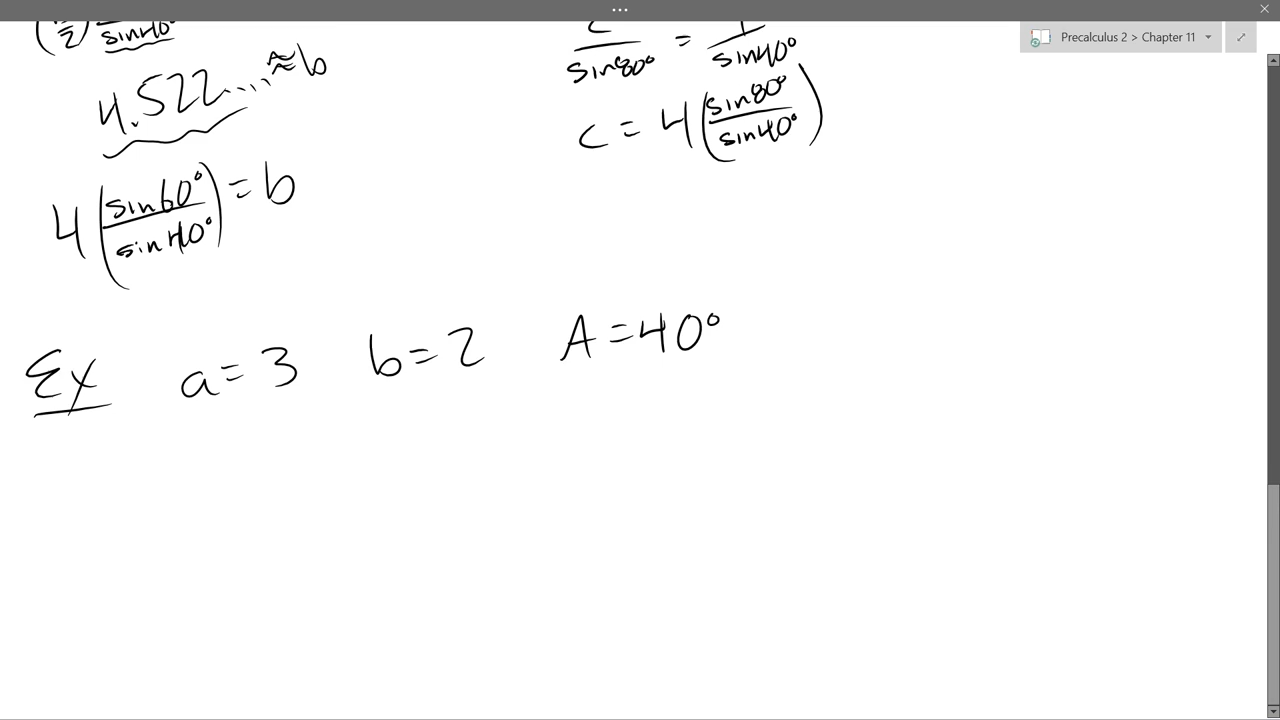 Precalculus 2 > Chapter 11
sin40°
4.522....≈b
4(sin60°/sin40°) = b
/sin80° = /sin40°
c = 4(sin80°/sin40°)
Ex a=3 b=2 A=40°